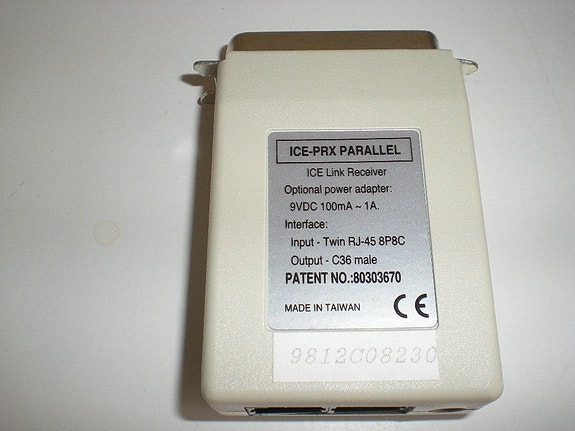 ICE-PRX PARALLEL
ICE Link Receiver
Optional power adapter:
9VDC 100mA ~ 1A.
Interface:
Input - Twin RJ-45 8P8C
Output - C36 male
PATENT NO.:80303670
MADE IN TAIWAN CE
9812C08230